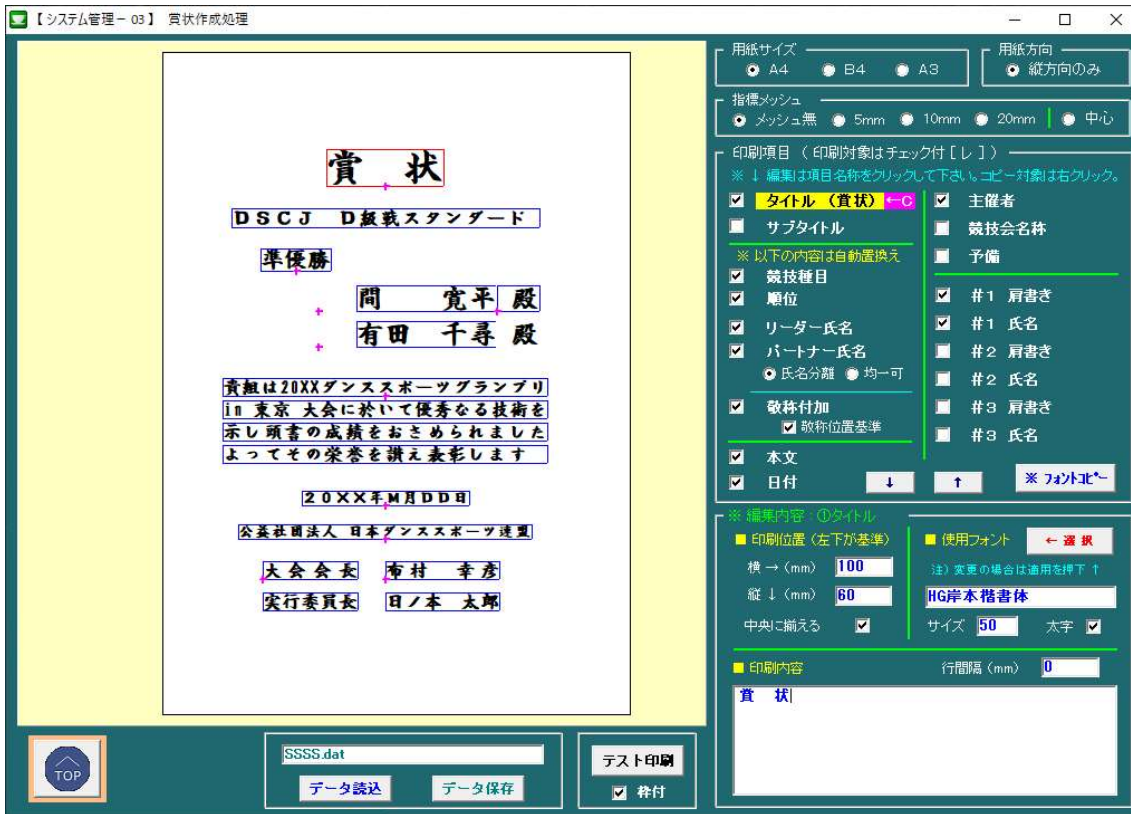 【システム管理－03】 賞状作成処理
賞 状
DSCJ D級戦スタンダード
準優勝
間 寛平 殿
有田 千尋 殿
貴組は20XXダンススポーツグランプリ
in 東京 大会に於いて優秀なる技術を
示し頭書の成績をおさめられました
よってその栄誉を讃え表彰します
20XX年M月DD日
公益社団法人 日本ダンススポーツ連盟
大会会長 市村 幸彦
実行委員長 日ノ本 太郎
TOP
SSSS.dat
データ読込 データ保存
テスト印刷
枠付
用紙サイズ
A4 B4 A3
用紙方向
縦方向のみ
指標メッシュ
メッシュ無 5mm 10mm 20mm 中心
印刷項目 （印刷対象はチェック付［レ］）
※ ↓ 編集は項目名称をクリックして下さい。コピー対象は右クリック。
タイトル （賞状） ←C
サブタイトル
※ 以下の内容は自動置換え
競技種目
順位
リーダー氏名
パートナー氏名
氏名分離 均一可
敬称付加
敬称位置基準
本文
日付
主催者
競技会名称
予備
#1 肩書き
#1 氏名
#2 肩書き
#2 氏名
#3 肩書き
#3 氏名
↓ ↑ ※ フォントコピー
※ 編集内容：①タイトル
■ 印刷位置（左下が基準）
横→(mm) 100
縦↓(mm) 60
中央に揃える
■ 使用フォント ← 選 択
注）変更の場合は適用を押下 ↑
HG岸本楷書体
サイズ 50 太字
■ 印刷内容 行間隔(mm) 0
賞 状